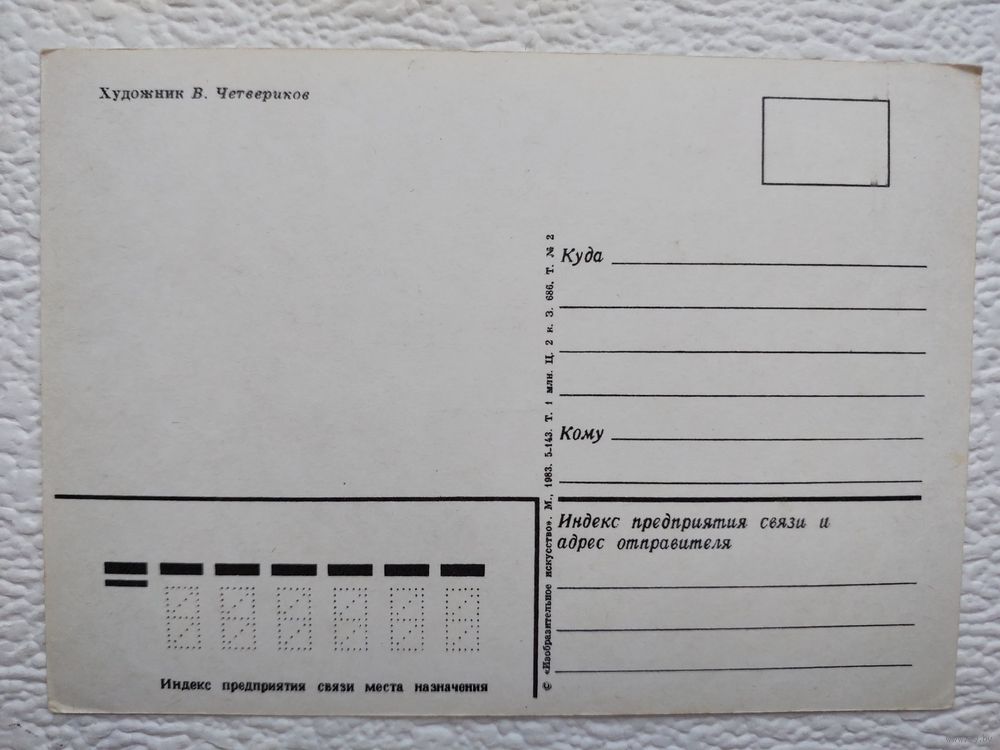 Художник В. Четвериков
Куда
Кому
Индекс предприятия связи и
адрес отправителя
© «Изобразительное искусство». М., 1983. 5-143. Т. 1 млн. Ц. 2 к. З. 686. Т. № 2
Индекс предприятия связи места назначения